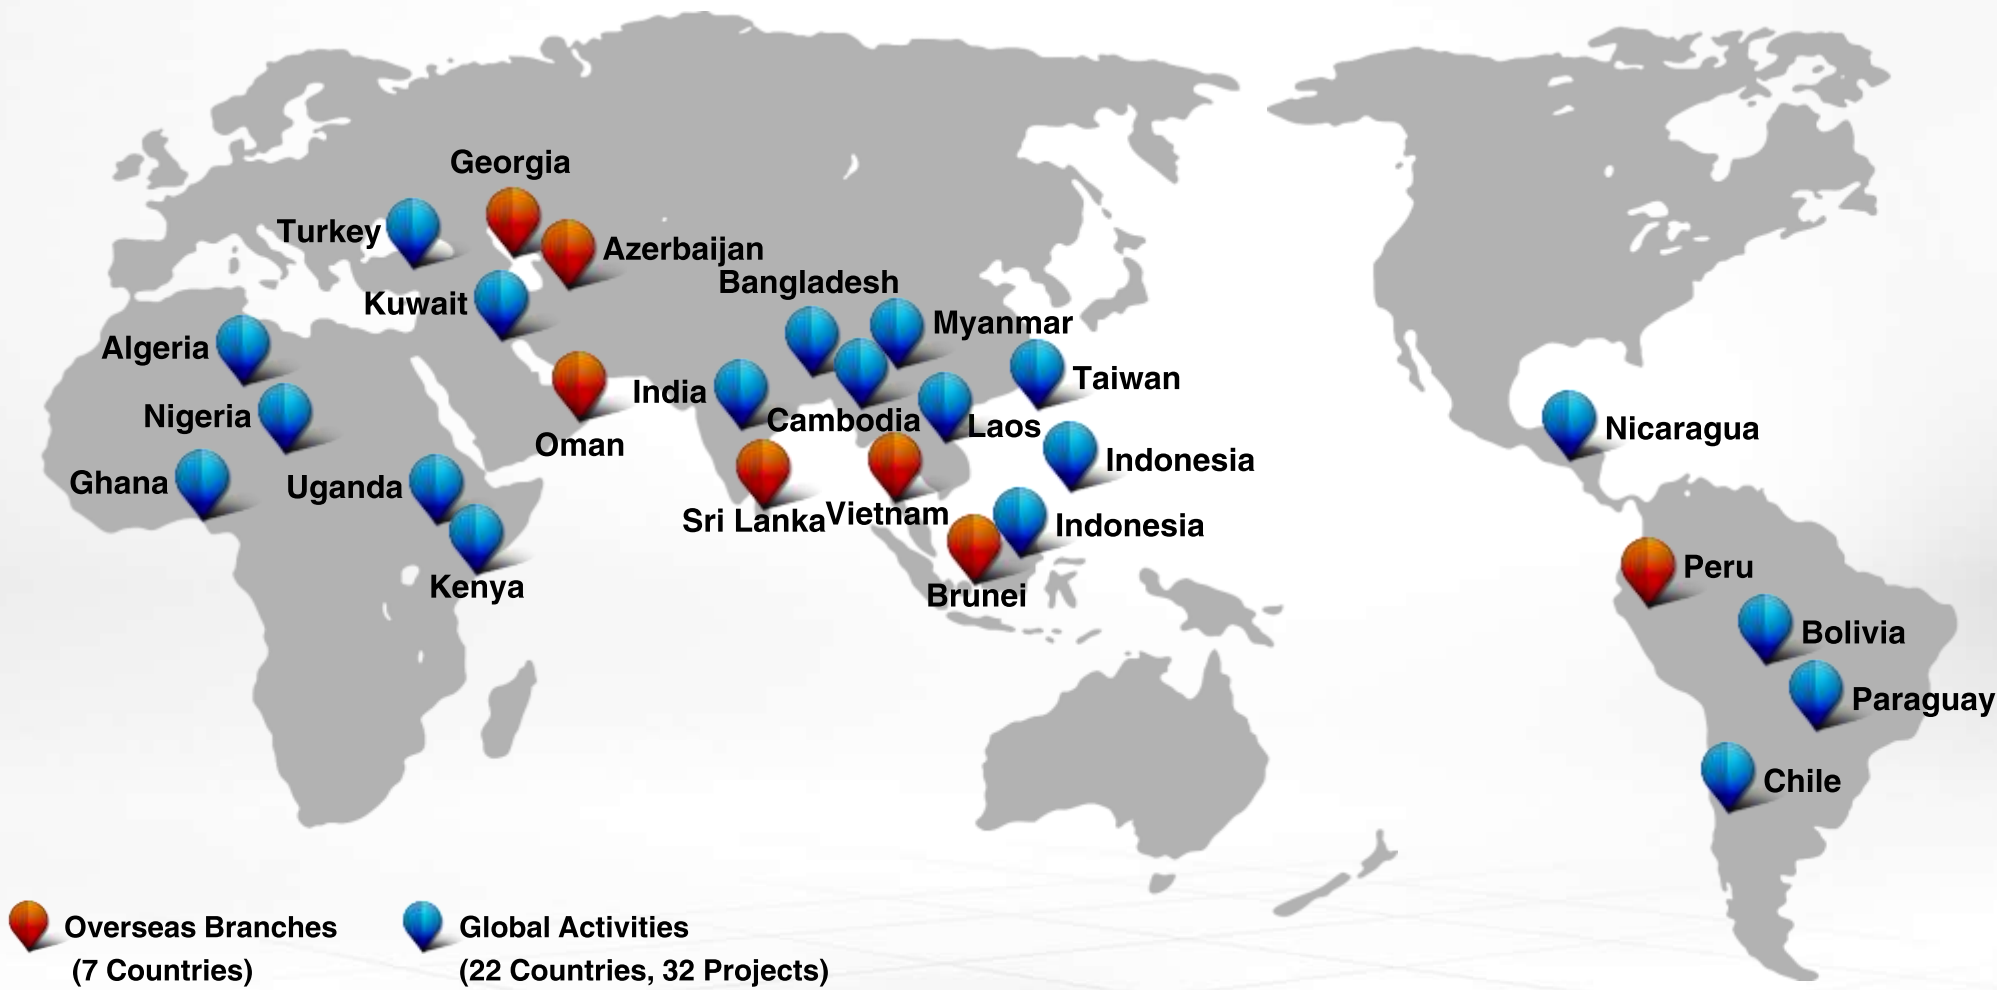 Georgia
Turkey
Azerbaijan
Bangladesh
Kuwait
Myanmar
Algeria
Taiwan
India
Nigeria
Cambodia
Laos
Nicaragua
Oman
Indonesia
Ghana
Uganda
Sri Lanka
Vietnam
Indonesia
Peru
Kenya
Brunei
Bolivia
Paraguay
Chile
Overseas Branches
(7 Countries)
Global Activities
(22 Countries, 32 Projects)